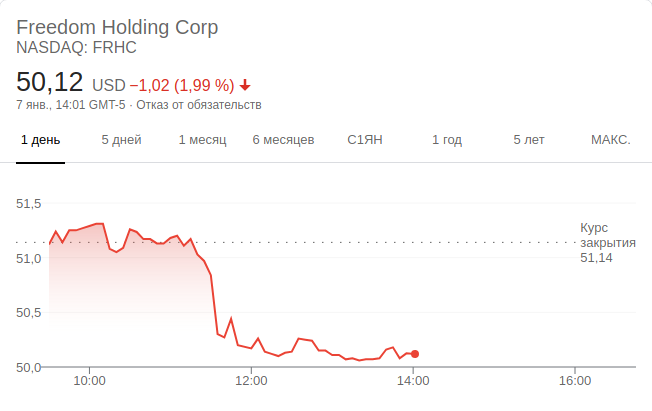 Freedom Holding Corp
NASDAQ: FRHC
50,12 USD −1,02 (1,99 %)
7 янв., 14:01 GMT-5 · Отказ от обязательств
1 день 5 дней 1 месяц 6 месяцев С1ЯН 1 год 5 лет МАКС.
51,5
Курс
закрытия
51,14
51,0
50,5
50,0
10:00 12:00 14:00 16:00